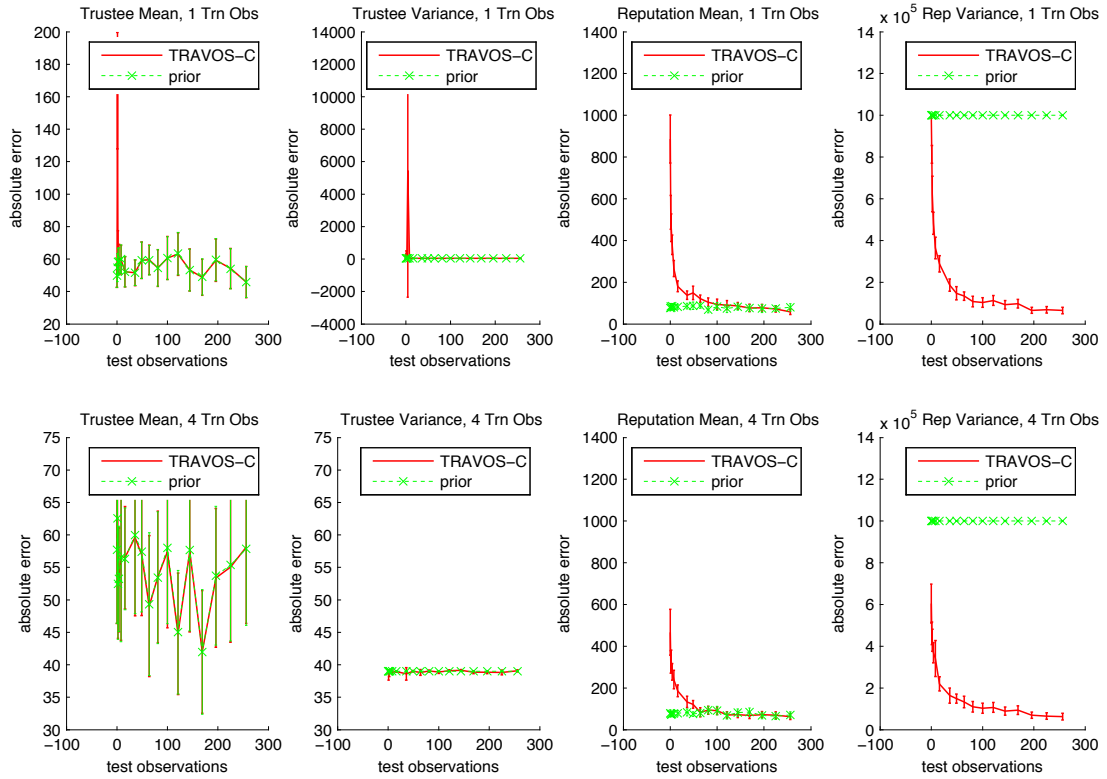 Trustee Mean, 1 Trn Obs
200
180
160
140
120
100
80
60
40
20
−100
0
100
200
300
absolute error
test observations
TRAVOS−C
prior
Trustee Variance, 1 Trn Obs
14000
12000
10000
8000
6000
4000
2000
0
−2000
−4000
−100
0
100
200
300
absolute error
test observations
TRAVOS−C
prior
Reputation Mean, 1 Trn Obs
1400
1200
1000
800
600
400
200
0
−100
0
100
200
300
absolute error
test observations
TRAVOS−C
prior
x 10^5 Rep Variance, 1 Trn Obs
14
12
10
8
6
4
2
0
−100
0
100
200
300
absolute error
test observations
TRAVOS−C
prior
Trustee Mean, 4 Trn Obs
75
70
65
60
55
50
45
40
35
30
−100
0
100
200
300
absolute error
test observations
TRAVOS−C
prior
Trustee Variance, 4 Trn Obs
75
70
65
60
55
50
45
40
35
30
−100
0
100
200
300
absolute error
test observations
TRAVOS−C
prior
Reputation Mean, 4 Trn Obs
1400
1200
1000
800
600
400
200
0
−100
0
100
200
300
absolute error
test observations
TRAVOS−C
prior
x 10^5 Rep Variance, 4 Trn Obs
14
12
10
8
6
4
2
0
−100
0
100
200
300
absolute error
test observations
TRAVOS−C
prior